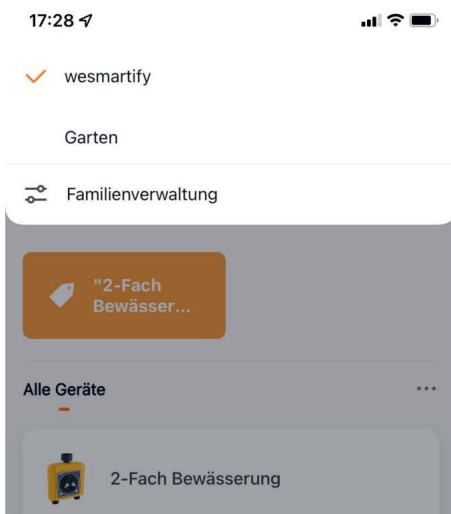 17:28
wesmartify
Garten
Familienverwaltung
"2-Fach
Bewässer...
Alle Geräte
2-Fach Bewässerung